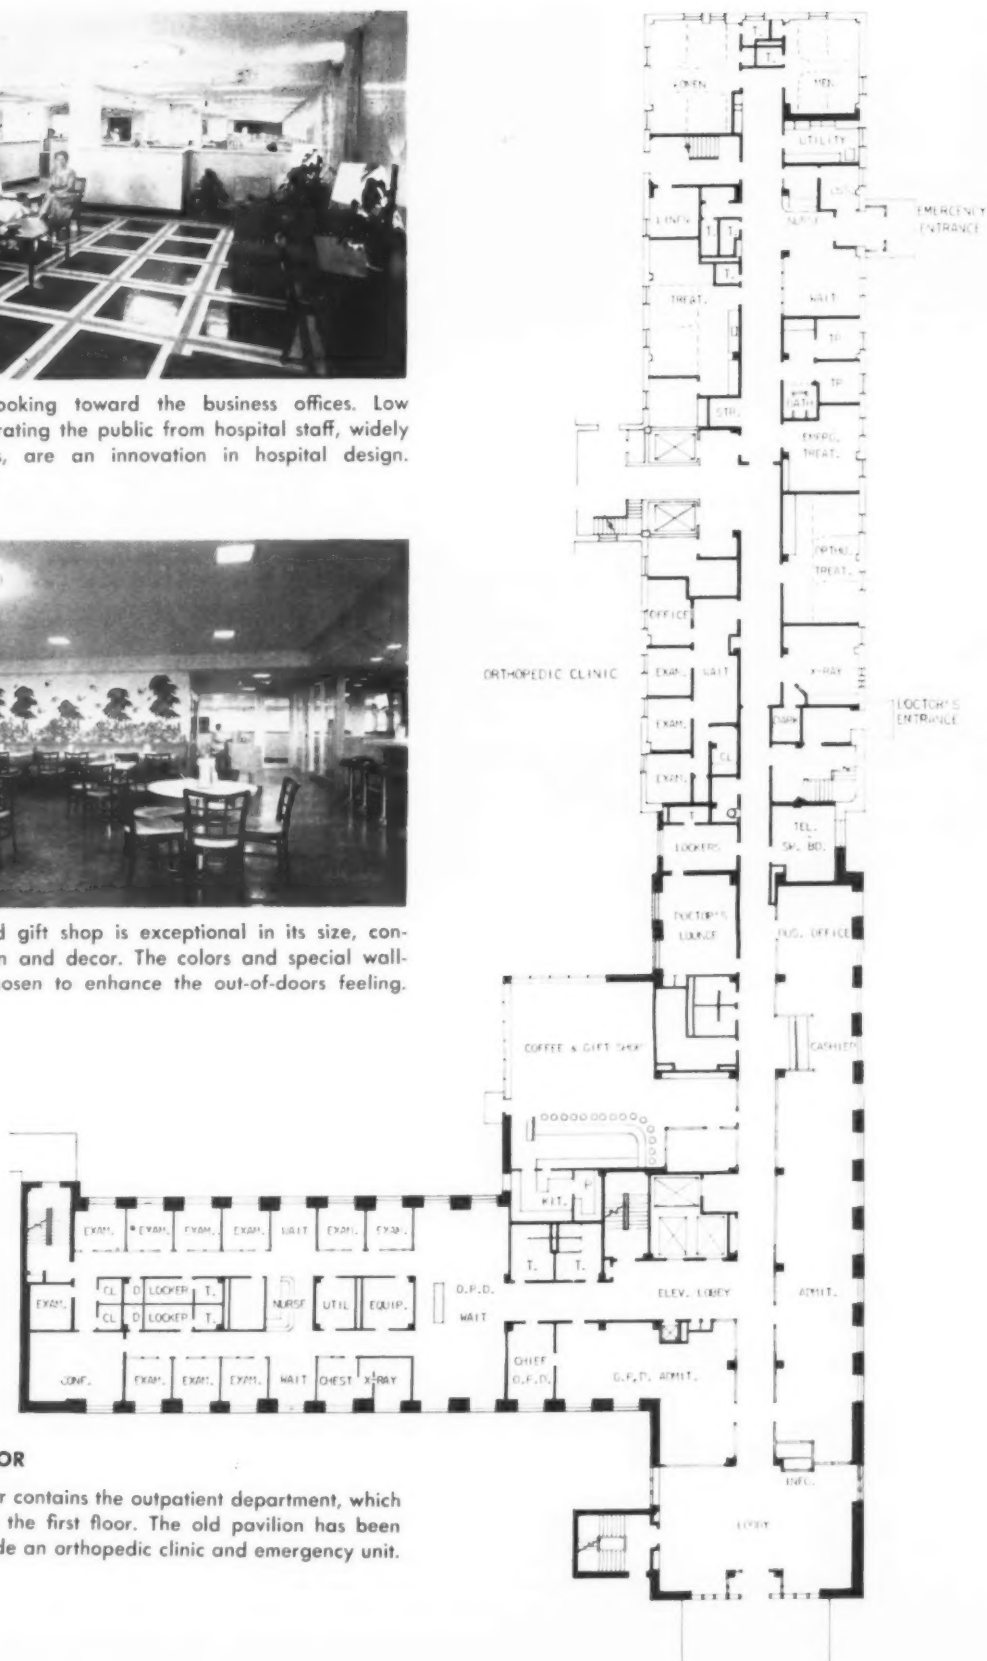 ooking toward the business offices. Low
rating the public from hospital staff, widely
s, are an innovation in hospital design.
d gift shop is exceptional in its size, con-
n and decor. The colors and special wall-
osen to enhance the out-of-doors feeling.
OR
r contains the outpatient department, which
the first floor. The old pavilion has been
de an orthopedic clinic and emergency unit.
T.
T.
WOMEN
MEN
UTILITY
NURSE
EMERGENCY
ENTRANCE
LINEN
T. T.
T.
TREAT.
WAIT
TR
TR
BATH
STR.
EMERG.
TREAT.
ORTHO.
TREAT.
OFFICE
ORTHOPEDIC CLINIC
EXAM. WAIT
X-RAY
EXAM.
DARK
DOCTOR'S
ENTRANCE
EXAM.
CL.
T.
TEL.
SW. BD.
LOCKERS
DOCTOR'S
LOUNGE
BUS. OFFICE
COFFEE & GIFT SHOP
CASHIER
P.
KIT.
EXAM. EXAM. EXAM. EXAM. WAIT EXAM. EXAM.
T. T.
EXAM. CL. D. LOCKER T. NURSE UTIL EQUIP. O.P.D.
WAIT
ELEV. LOBBY
ADMIT.
CL. D. LOCKER T.
CONF. EXAM. EXAM. EXAM. WAIT CHEST X-RAY
CHIEF
O.P.D.
O.P.D. ADMIT.
INFO.
LOBBY